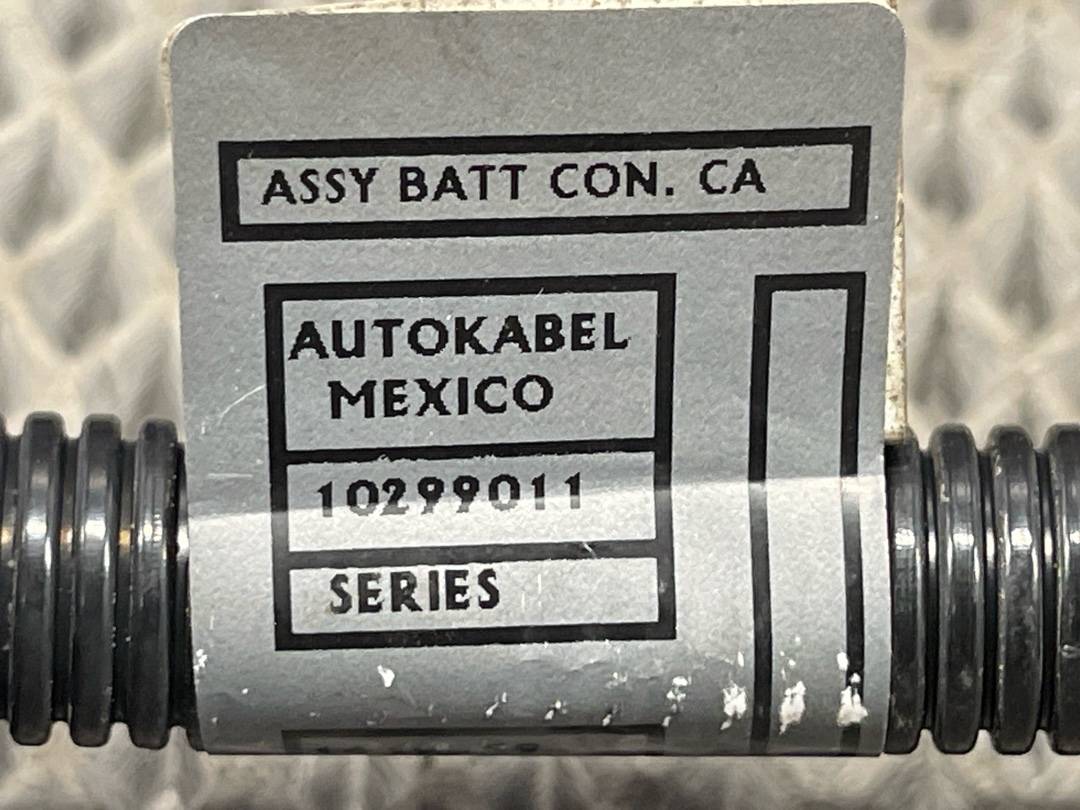 ASSY BATT CON. CA
AUTOKABEL
MEXICO
10299011
SERIES